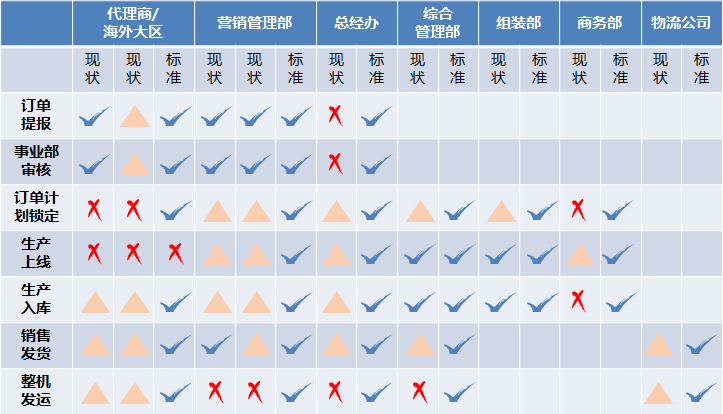 代理商/
海外大区
营销管理部
总经办
综合
管理部
组装部
商务部
物流公司
现状
现状
标准
现状
现状
标准
现状
标准
现状
标准
现状
标准
现状
标准
现状
标准
订单
提报
事业部
审核
订单计
划锁定
生产
上线
生产
入库
销售
发货
整机
发运